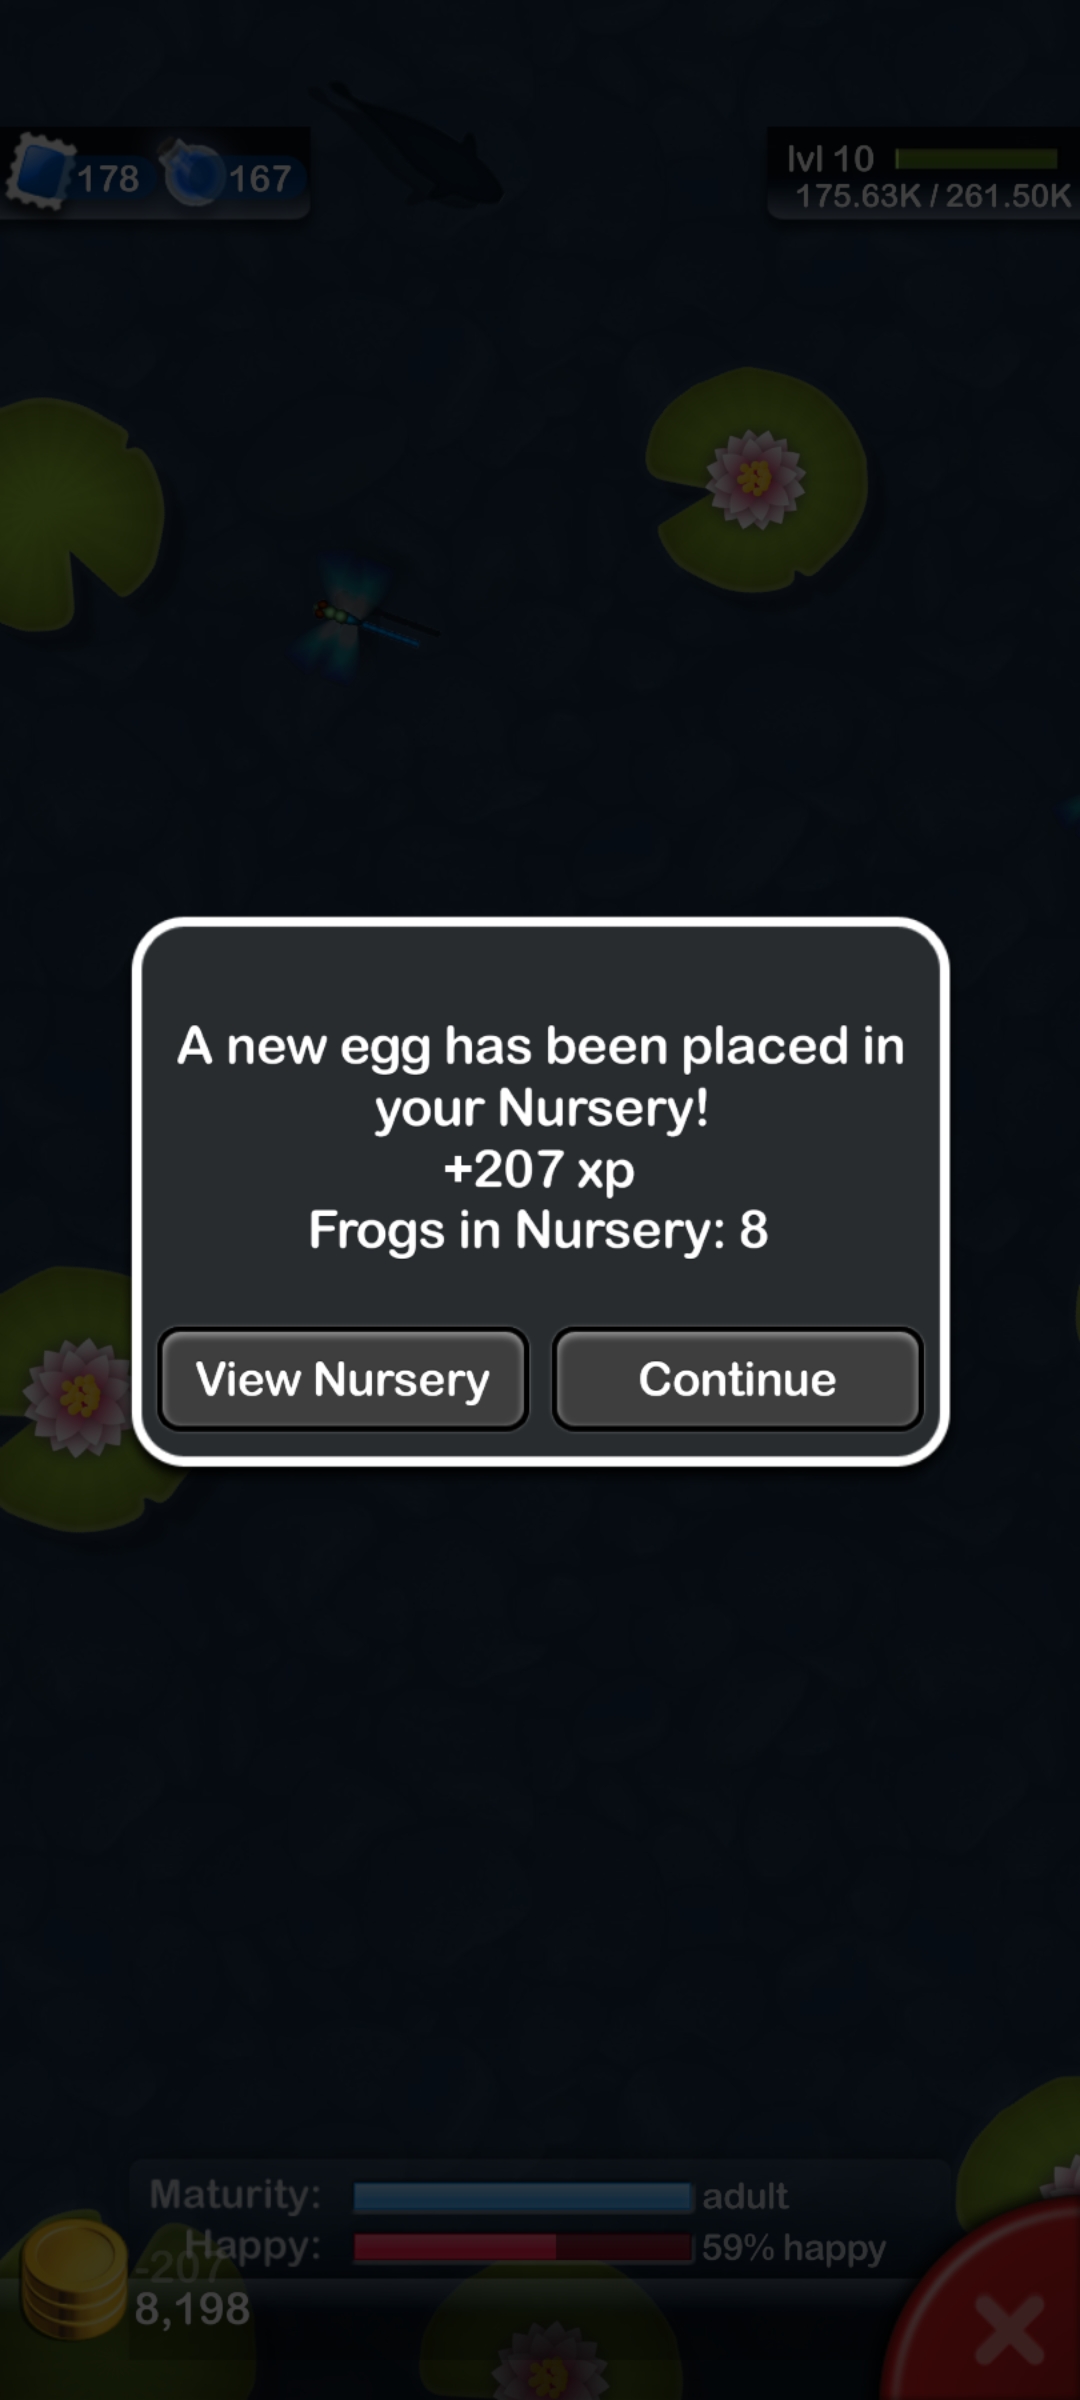 178
167
lvl 10
175.63K / 261.50K
A new egg has been placed in
your Nursery!
+207 xp
Frogs in Nursery: 8
View Nursery
Continue
Maturity:
adult
Happy:
59% happy
-207
8,198